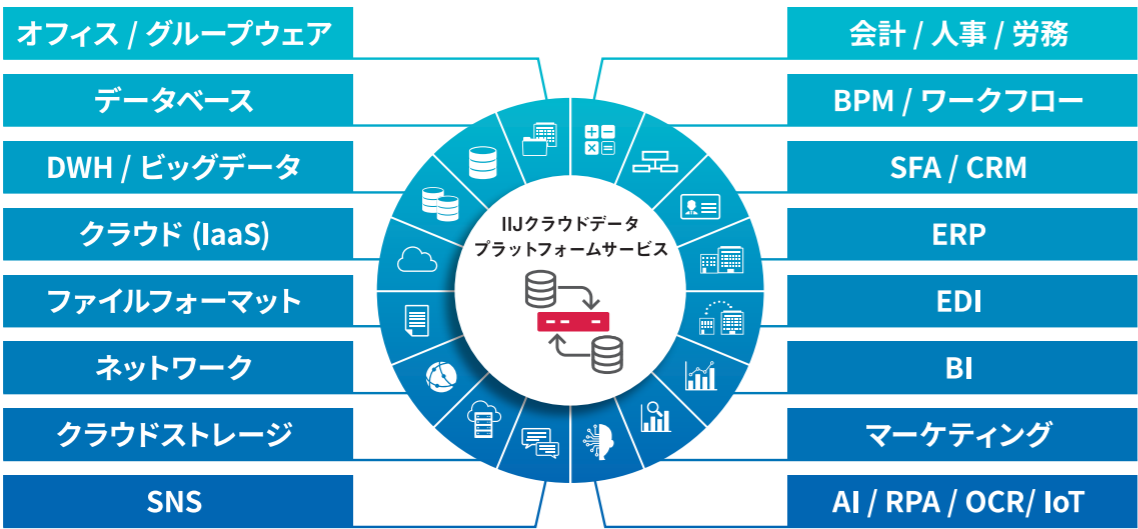 オフィス / グループウェア
データベース
DWH / ビッグデータ
クラウド (IaaS)
ファイルフォーマット
ネットワーク
クラウドストレージ
SNS
IIJクラウドデータ
プラットフォームサービス
会計 / 人事 / 労務
BPM / ワークフロー
SFA / CRM
ERP
EDI
BI
マーケティング
AI / RPA / OCR/ IoT